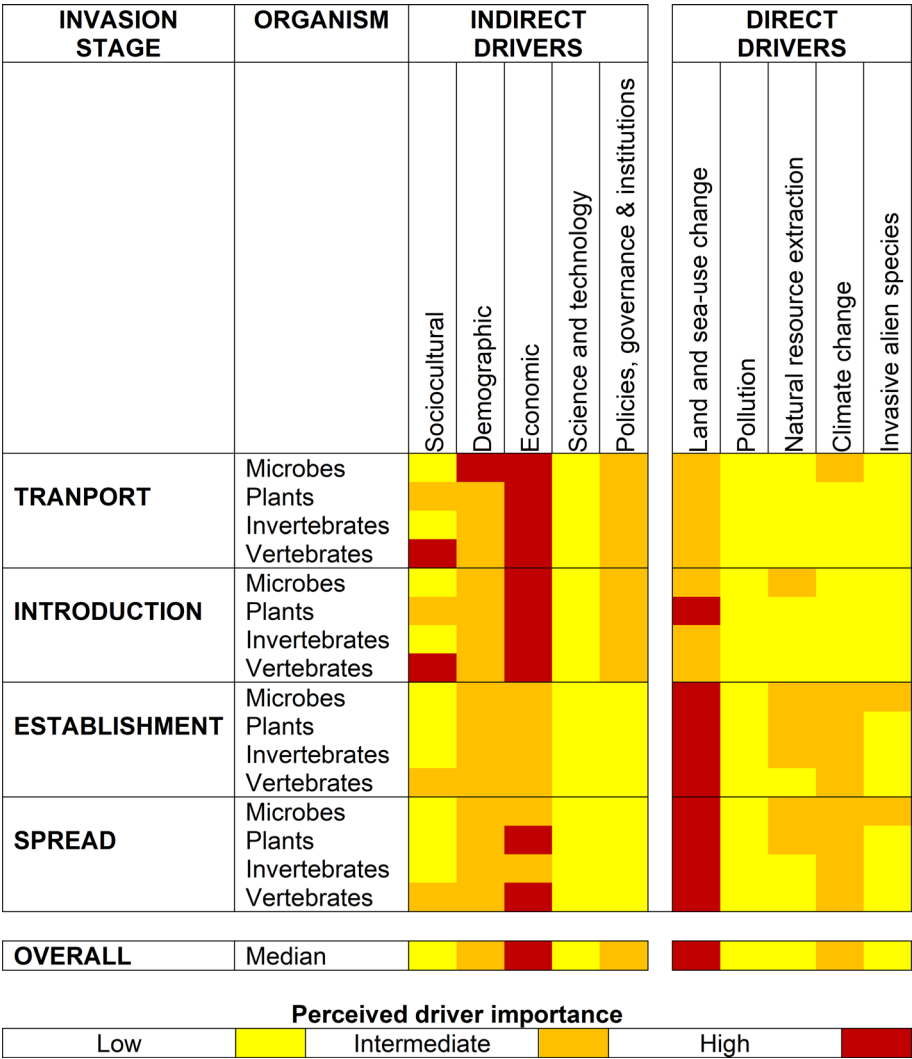 INVASION STAGE
ORGANISM
INDIRECT DRIVERS
DIRECT DRIVERS
Sociocultural
Demographic
Economic
Science and technology
Policies, governance & institutions
Land and sea-use change
Pollution
Natural resource extraction
Climate change
Invasive alien species
TRANPORT
Microbes
Plants
Invertebrates
Vertebrates
INTRODUCTION
Microbes
Plants
Invertebrates
Vertebrates
ESTABLISHMENT
Microbes
Plants
Invertebrates
Vertebrates
SPREAD
Microbes
Plants
Invertebrates
Vertebrates
OVERALL
Median
Perceived driver importance
Low
Intermediate
High